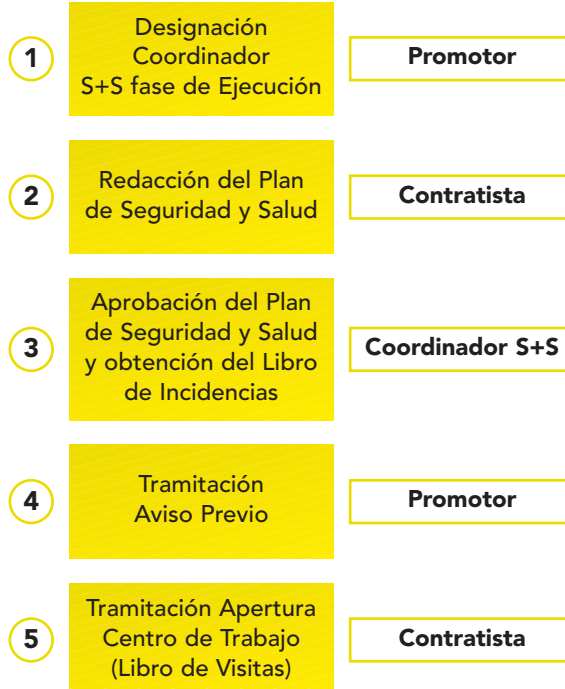 1
Designación
Coordinador
S+S fase de Ejecución
Promotor
2
Redacción del Plan
de Seguridad y Salud
Contratista
3
Aprobación del Plan
de Seguridad y Salud
y obtención del Libro
de Incidencias
Coordinador S+S
4
Tramitación
Aviso Previo
Promotor
5
Tramitación Apertura
Centro de Trabajo
(Libro de Visitas)
Contratista